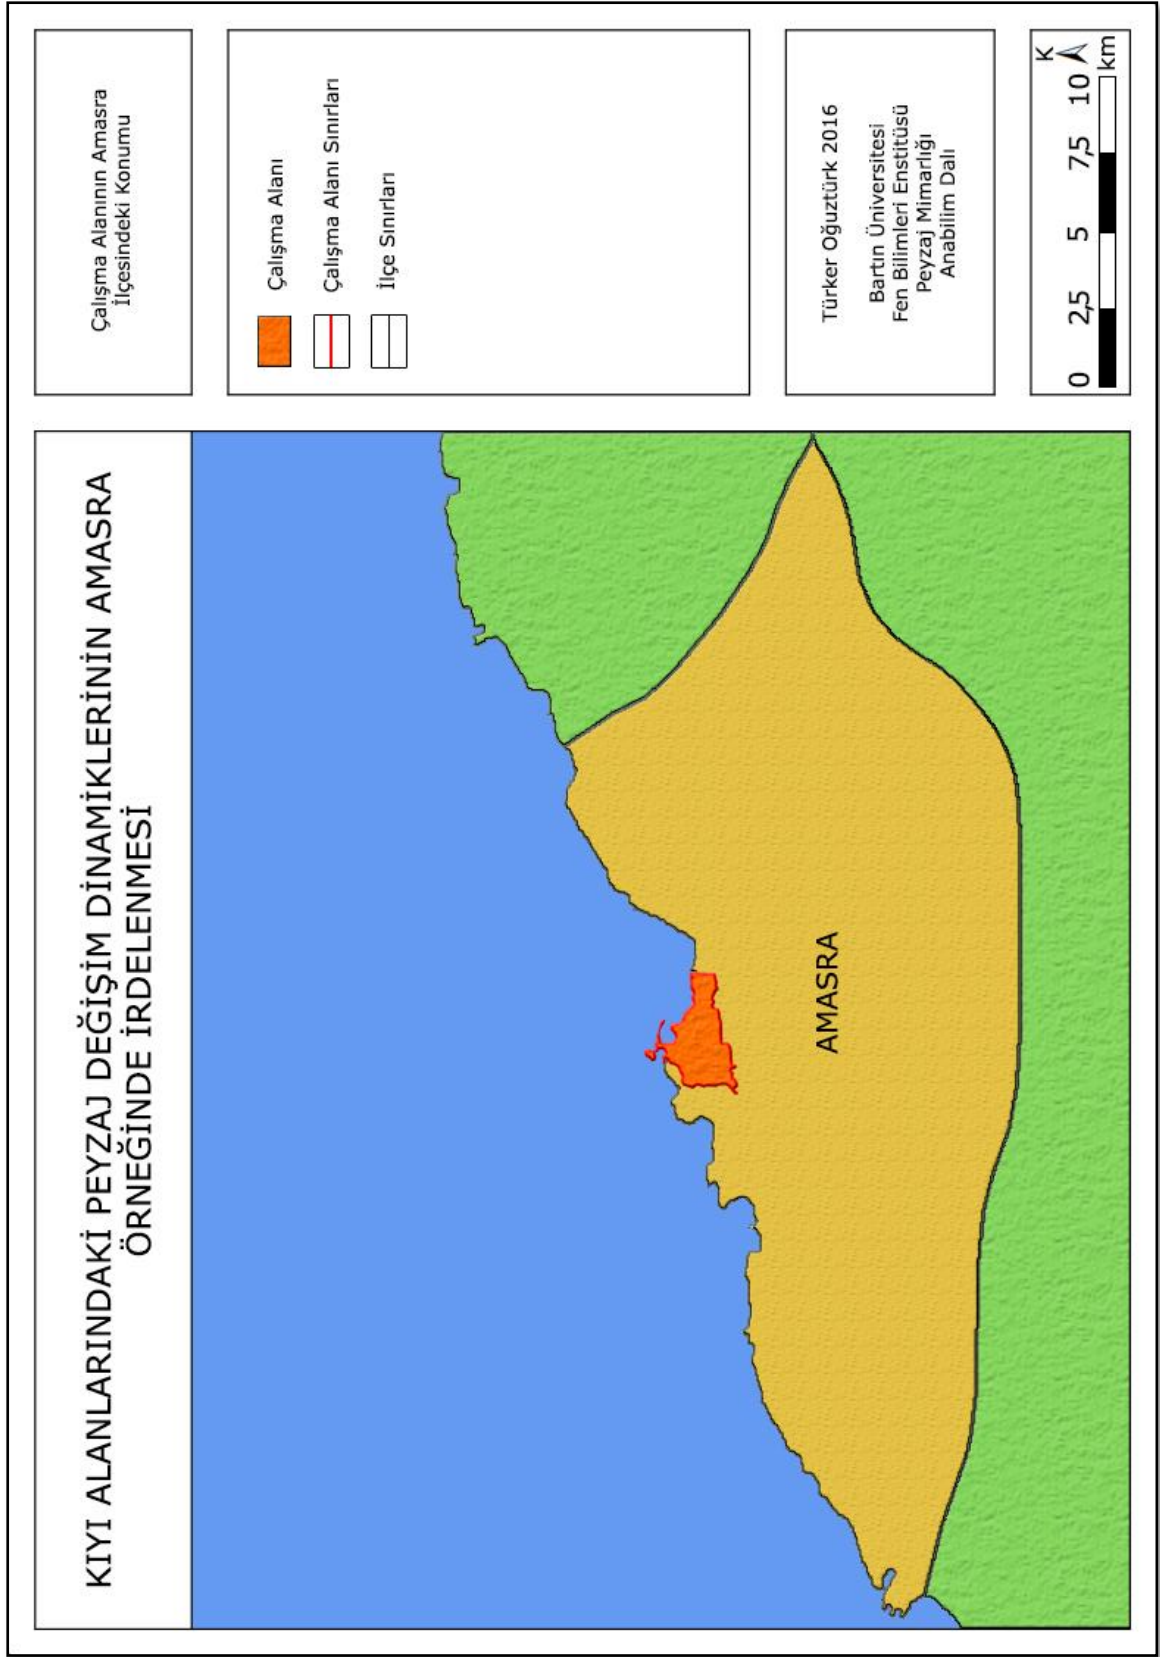 KIYI ALANLARINDAKİ PEYZAJ DEĞİŞİM DİNAMİKLERİNİN AMASRA
ÖRNEĞİNDE İRDELENMESİ
Çalışma Alanının Amasra
İlçesindeki Konumu
Çalışma Alanı
Çalışma Alanı Sınırları
İlçe Sınırları
AMASRA
Türker Oğuztürk 2016
Bartın Üniversitesi
Fen Bilimleri Enstitüsü
Peyzaj Mimarlığı
Anabilim Dalı
K
0 2,5 5 7,5 10
km